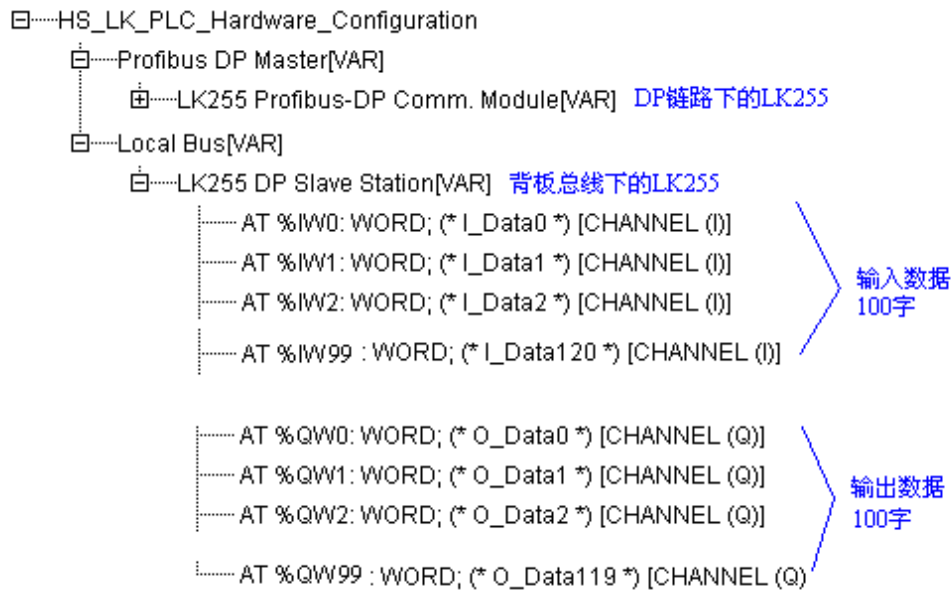 HS_LK_PLC_Hardware_Configuration
Profibus DP Master[VAR]
LK255 Profibus-DP Comm. Module[VAR] DP链路下的LK255
Local Bus[VAR]
LK255 DP Slave Station[VAR] 背板总线下的LK255
AT %IW0: WORD; (* I_Data0 *) [CHANNEL (I)]
AT %IW1: WORD; (* I_Data1 *) [CHANNEL (I)]
AT %IW2: WORD; (* I_Data2 *) [CHANNEL (I)]
AT %IW99 : WORD; (* I_Data120 *) [CHANNEL (I)]
输入数据
100字
AT %QW0: WORD; (* O_Data0 *) [CHANNEL (Q)]
AT %QW1: WORD; (* O_Data1 *) [CHANNEL (Q)]
AT %QW2: WORD; (* O_Data2 *) [CHANNEL (Q)]
AT %QW99 : WORD; (* O_Data119 *) [CHANNEL (Q)
输出数据
100字